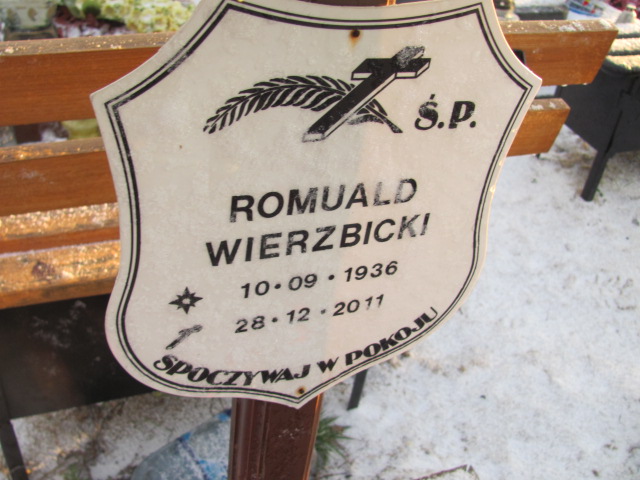 Ś.P.
ROMUALD
WIERZBICKI
10·09·1936
28·12·2011
SPOCZYWAJ W POKOJU